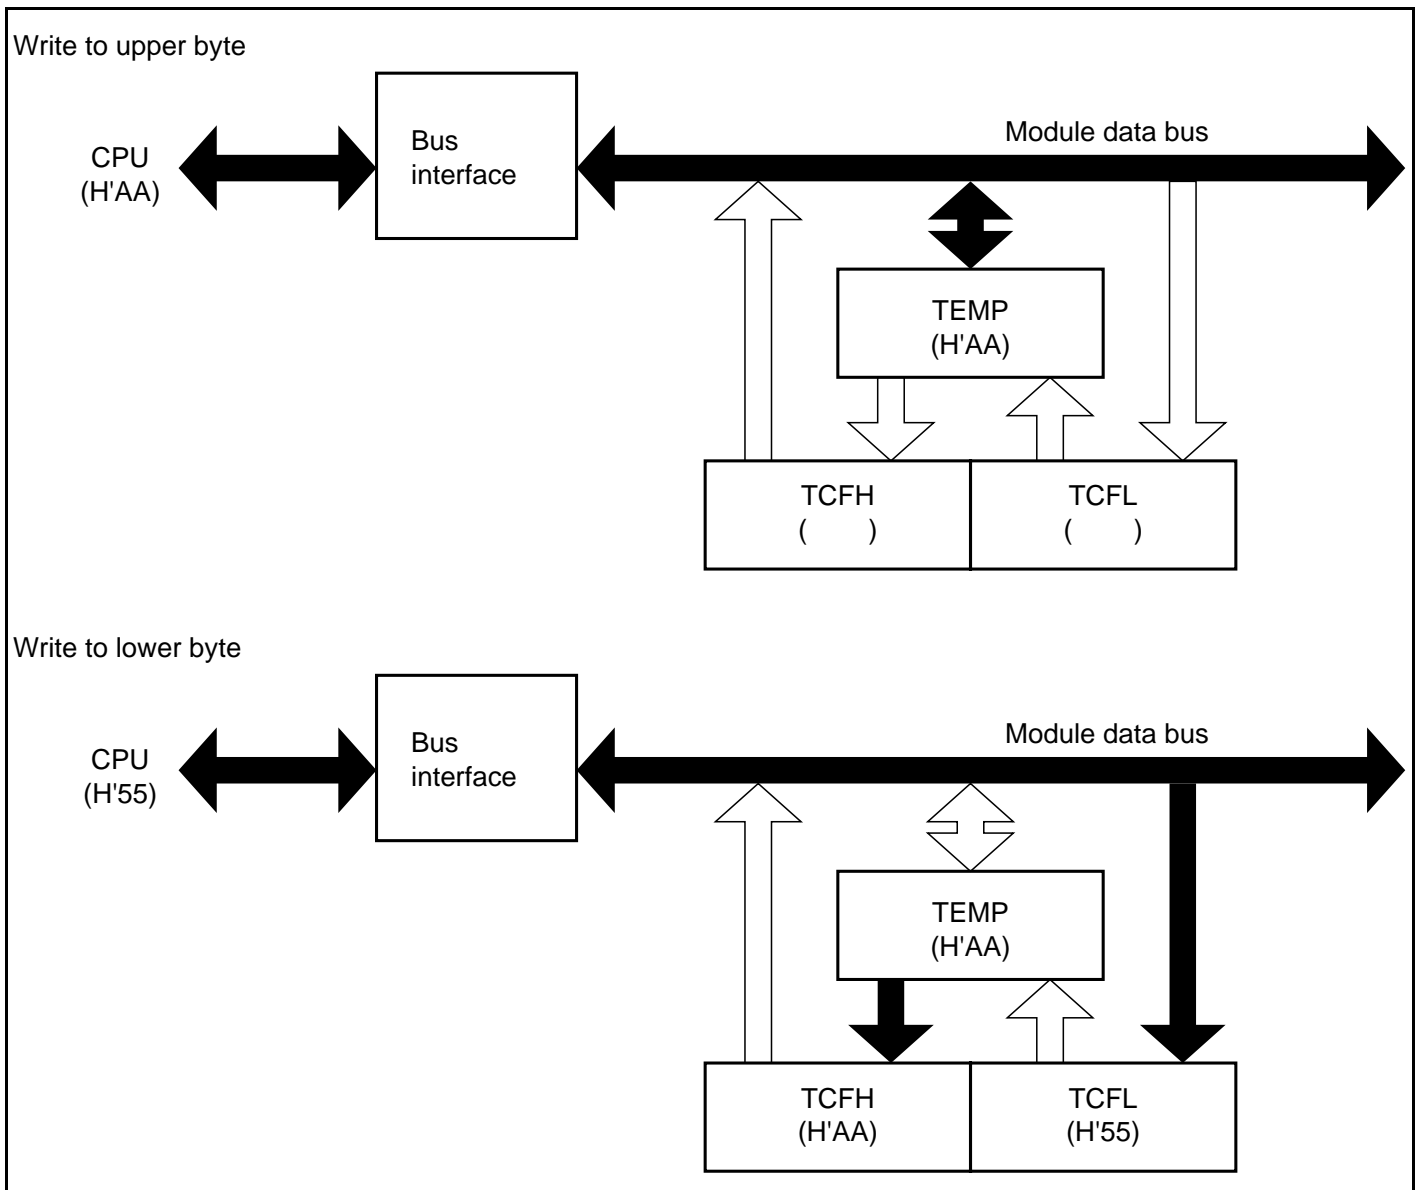 Write to upper byte
CPU
(H'AA)
Bus
interface
Module data bus
TEMP
(H'AA)
TCFH
(      )
TCFL
(      )
Write to lower byte
CPU
(H'55)
Bus
interface
Module data bus
TEMP
(H'AA)
TCFH
(H'AA)
TCFL
(H'55)